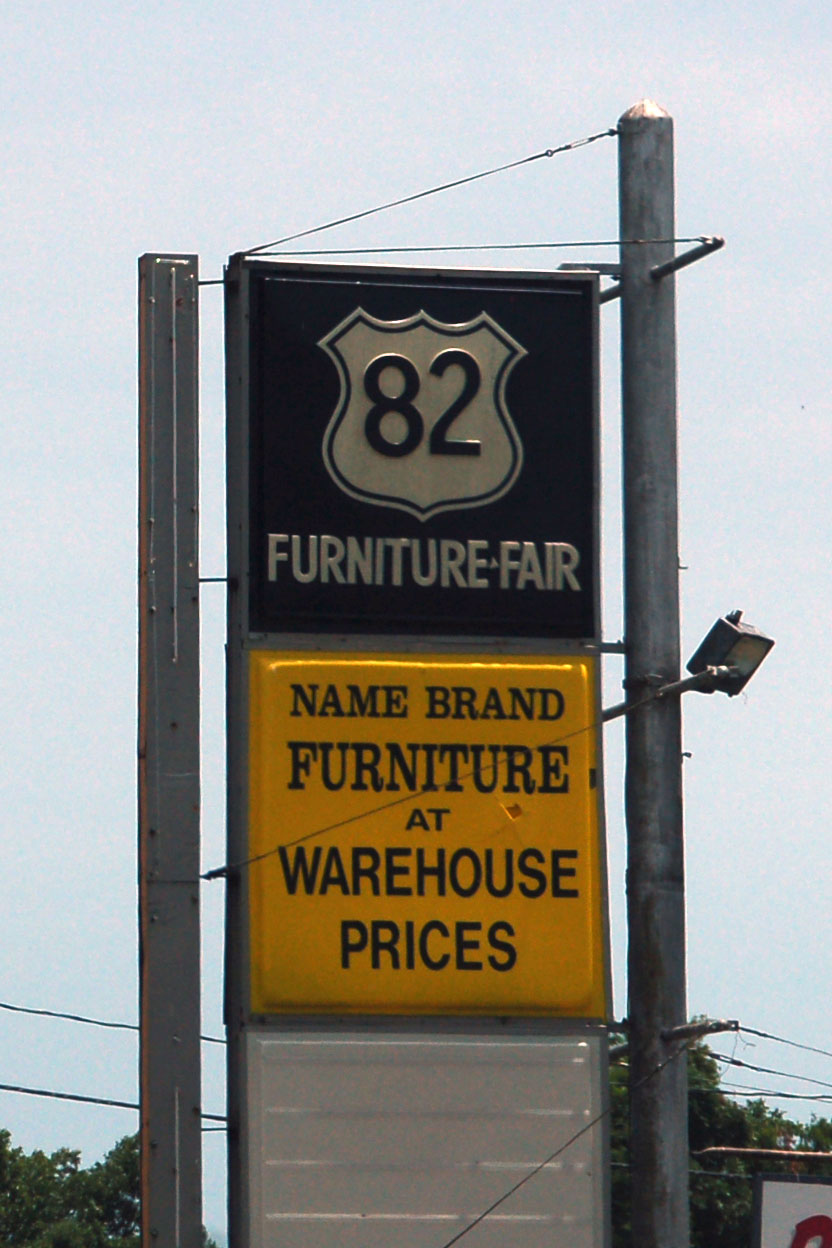 82
FURNITURE-FAIR
NAME BRAND
FURNITURE
AT
WAREHOUSE
PRICES